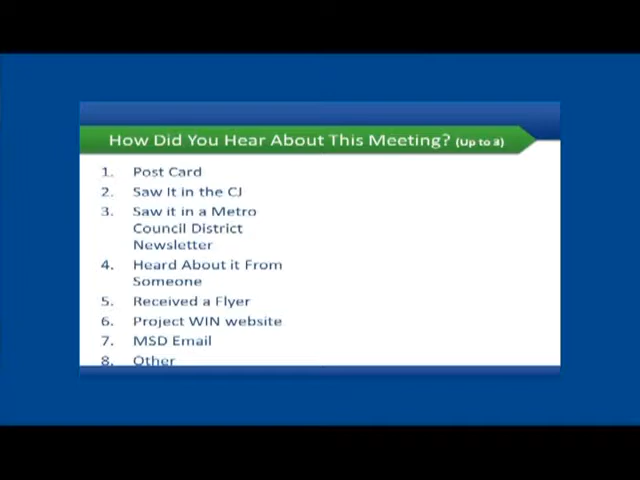 How Did You Hear About This Meeting? (Up to 3)
1. Post Card
2. Saw It in the CJ
3. Saw it in a Metro
Council District
Newsletter
4. Heard About it From
Someone
5. Received a Flyer
6. Project WIN website
7. MSD Email
8. Other